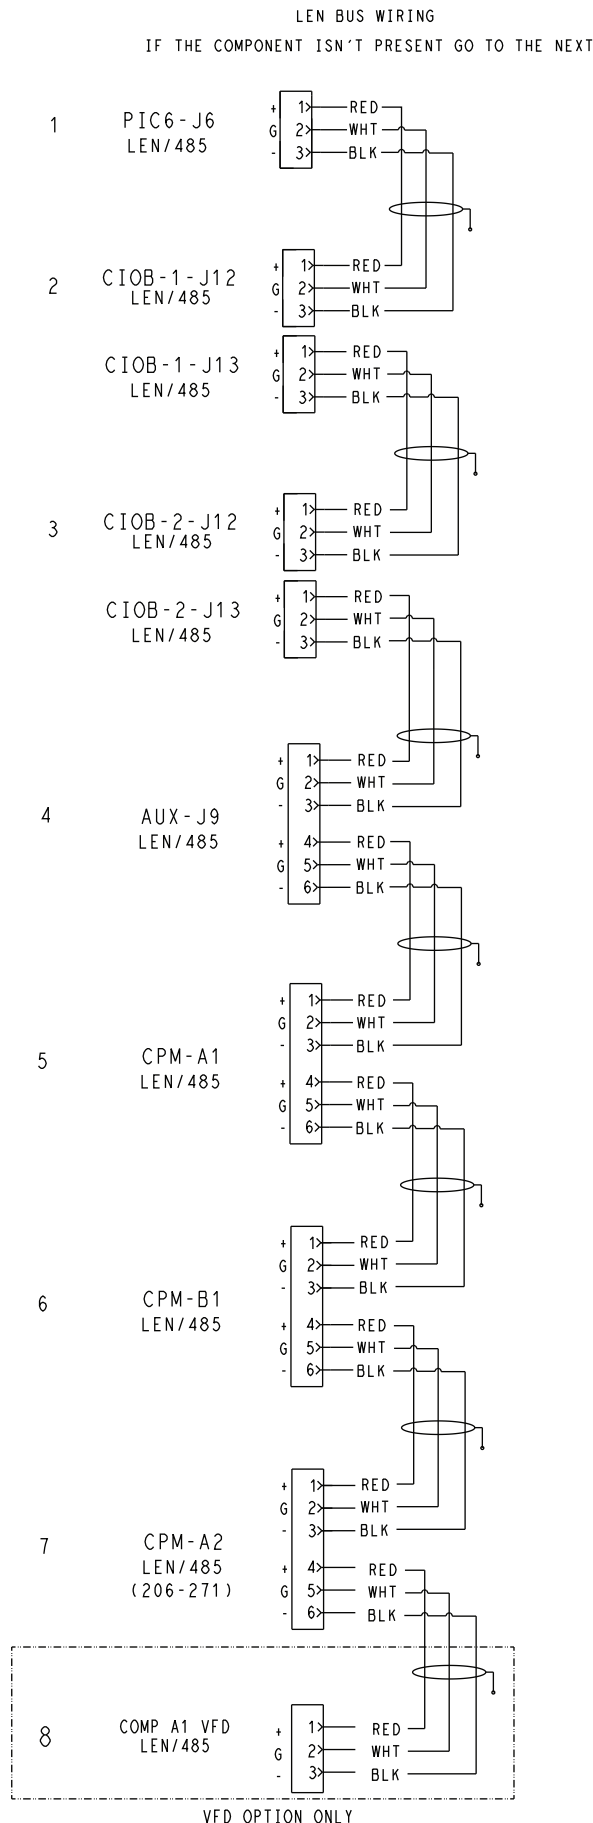 LEN BUS WIRING
IF THE COMPONENT ISN'T PRESENT GO TO THE NEXT
1 PIC6-J6
LEN/485
+ 1 RED
G 2 WHT
- 3 BLK
2 CIOB-1-J12
LEN/485
+ 1 RED
G 2 WHT
- 3 BLK
CIOB-1-J13
LEN/485
+ 1 RED
G 2 WHT
- 3 BLK
3 CIOB-2-J12
LEN/485
+ 1 RED
G 2 WHT
- 3 BLK
CIOB-2-J13
LEN/485
+ 1 RED
G 2 WHT
- 3 BLK
4 AUX-J9
LEN/485
+ 1 RED
G 2 WHT
- 3 BLK
+ 4 RED
G 5 WHT
- 6 BLK
5 CPM-A1
LEN/485
+ 1 RED
G 2 WHT
- 3 BLK
+ 4 RED
G 5 WHT
- 6 BLK
6 CPM-B1
LEN/485
+ 1 RED
G 2 WHT
- 3 BLK
+ 4 RED
G 5 WHT
- 6 BLK
7 CPM-A2
LEN/485
(206-271)
+ 1 RED
G 2 WHT
- 3 BLK
+ 4 RED
G 5 WHT
- 6 BLK
8 COMP A1 VFD
LEN/485
+ 1 RED
G 2 WHT
- 3 BLK
VFD OPTION ONLY